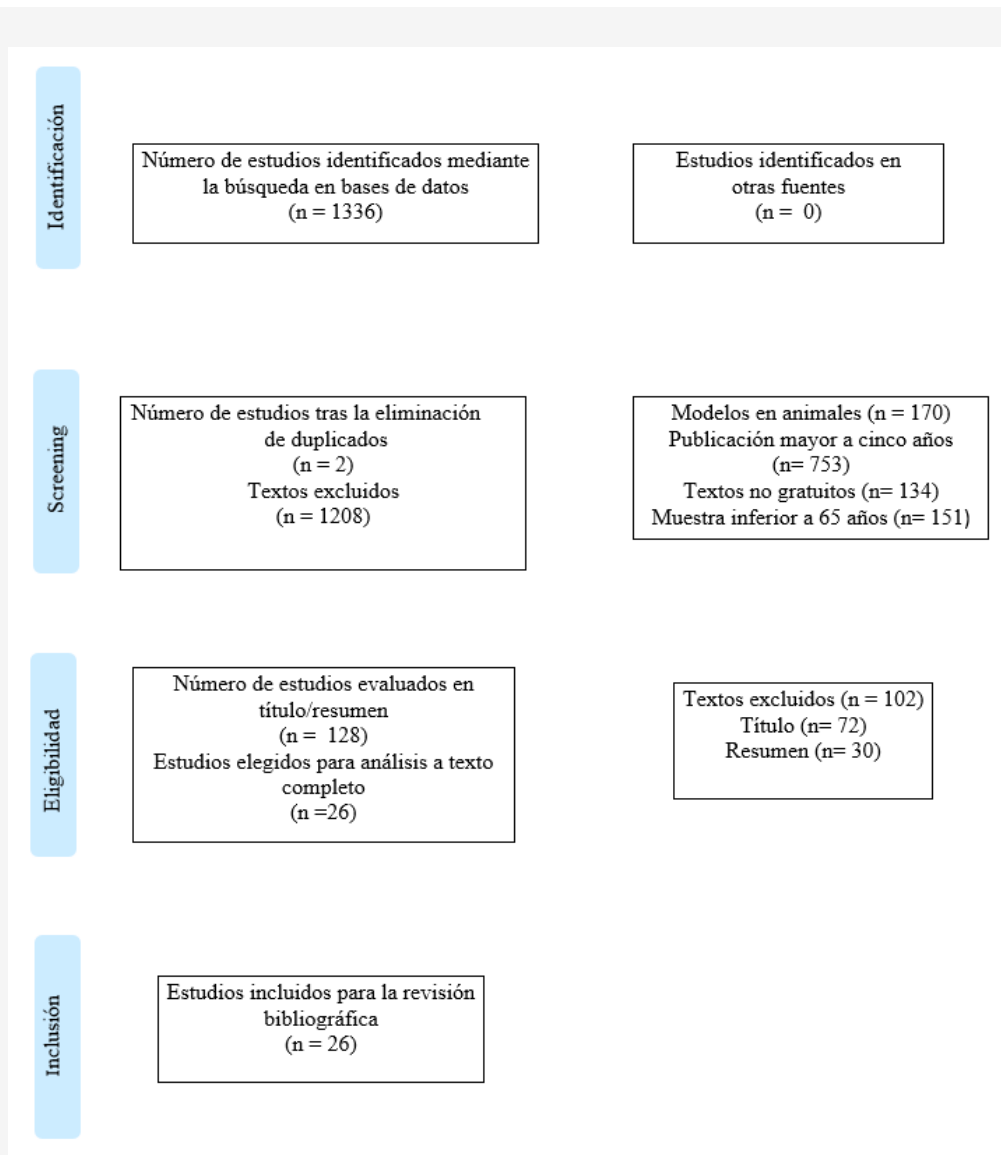 Identificación
Número de estudios identificados mediante
la búsqueda en bases de datos
(n = 1336)
Estudios identificados en
otras fuentes
(n = 0)
Screening
Número de estudios tras la eliminación
de duplicados
(n = 2)
Textos excluidos
(n = 1208)
Modelos en animales (n = 170)
Publicación mayor a cinco años
(n= 753)
Textos no gratuitos (n= 134)
Muestra inferior a 65 años (n= 151)
Eligibilidad
Número de estudios evaluados en
título/resumen
(n = 128)
Estudios elegidos para análisis a texto
completo
(n =26)
Textos excluidos (n = 102)
Título (n= 72)
Resumen (n= 30)
Inclusión
Estudios incluidos para la revisión
bibliográfica
(n = 26)